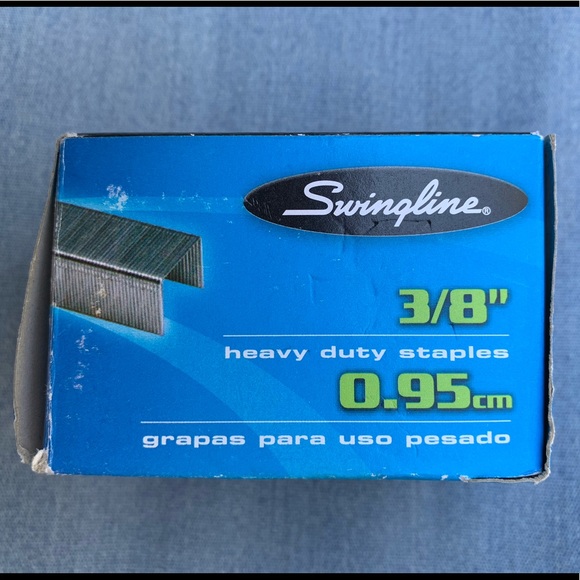 Swingline®
3/8"
heavy duty staples
0.95cm
grapas para uso pesado